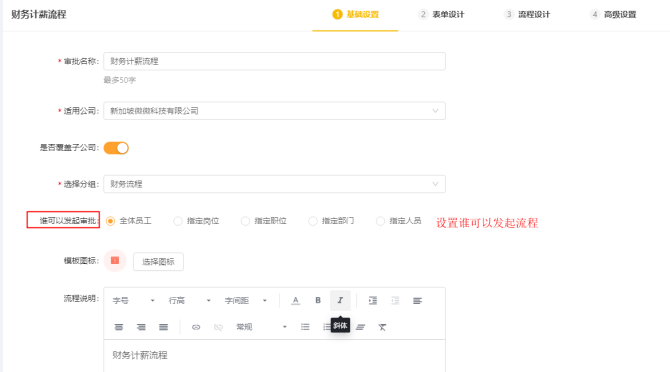 财务计薪流程
1 基础设置 2 表单设计 3 流程设计 4 高级设置
* 审批名称: 财务计薪流程
最多50字
* 适用公司: 新加坡微微科技有限公司
是否覆盖子公司:
* 选择分组: 财务流程
谁可以发起审批: 全体员工 指定岗位 指定职位 指定部门 指定人员 设置谁可以发起流程
模板图标: 选择图标
流程说明: 字号 行高 字间距 A B I
常规 斜体
财务计薪流程